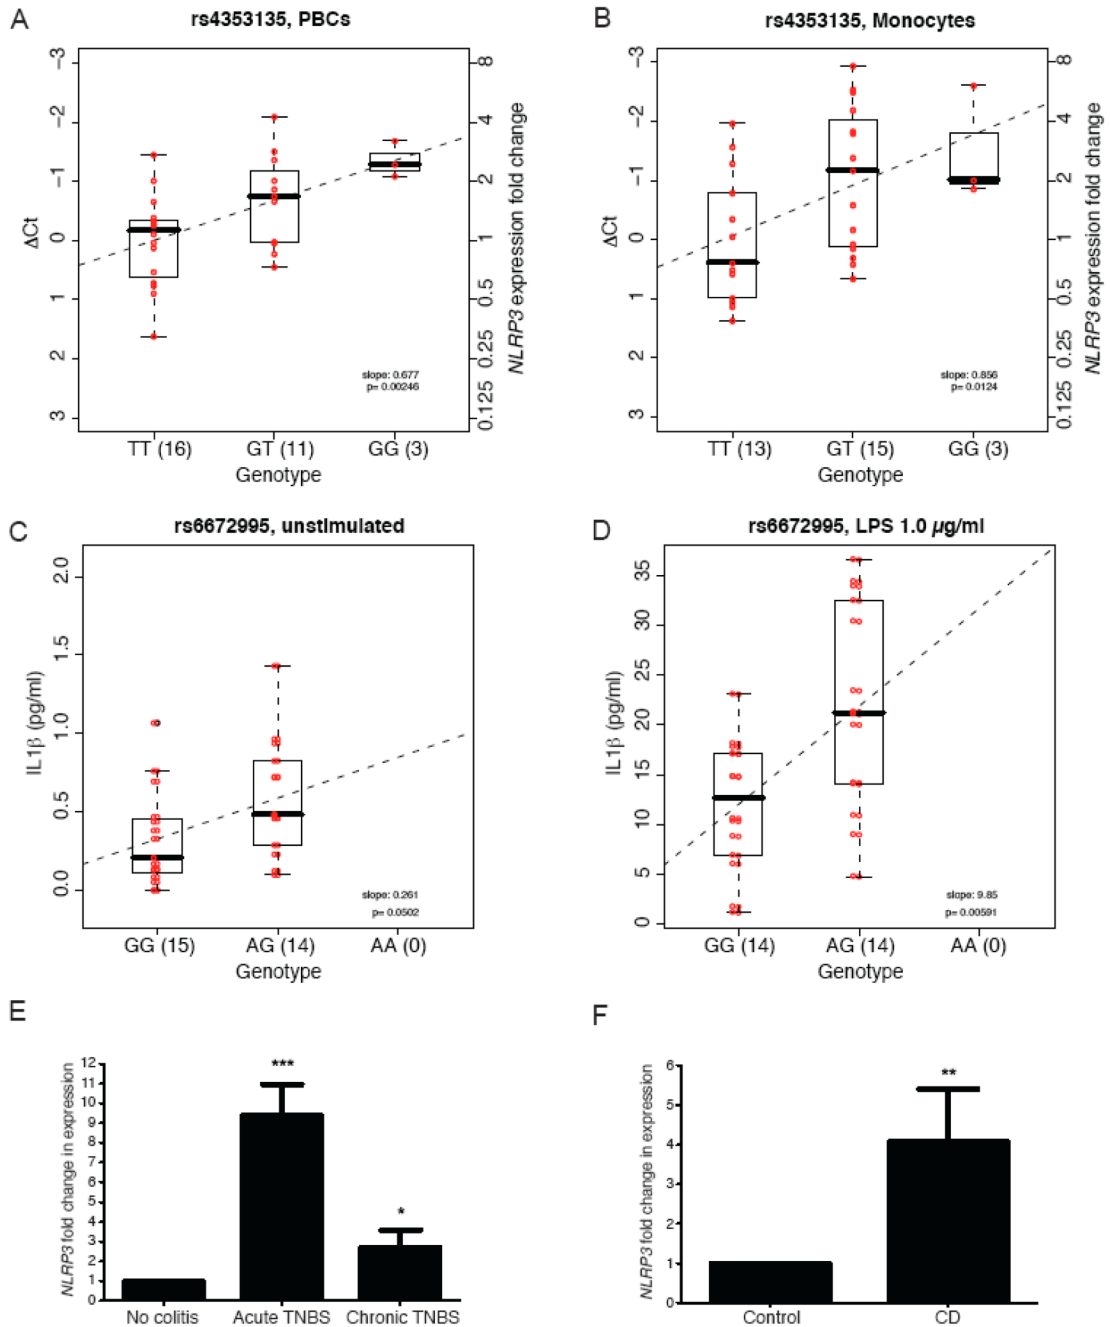 A
rs4353135, PBCs
−3
−2
−1
0
1
2
3
ΔCt
8
4
2
1
0.5
0.25
0.125
NLRP3 expression fold change
slope: 0.677
p= 0.00246
TT (16) GT (11) GG (3)
Genotype
B
rs4353135, Monocytes
−3
−2
−1
0
1
2
3
ΔCt
8
4
2
1
0.5
0.25
0.125
NLRP3 expression fold change
slope: 0.856
p= 0.0124
TT (13) GT (15) GG (3)
Genotype
C
rs6672995, unstimulated
2.0
1.5
1.0
0.5
0.0
IL1β (pg/ml)
slope: 0.261
p= 0.0502
GG (15) AG (14) AA (0)
Genotype
D
rs6672995, LPS 1.0 µg/ml
35
30
25
20
15
10
5
0
IL1β (pg/ml)
slope: 9.85
p= 0.00591
GG (14) AG (14) AA (0)
Genotype
E
12
11
10
9
8
7
6
5
4
3
2
1
0
NLRP3 fold change in expression
***
*
No colitis Acute TNBS Chronic TNBS
F
6
5
4
3
2
1
0
NLRP3 fold change in expression
**
Control CD